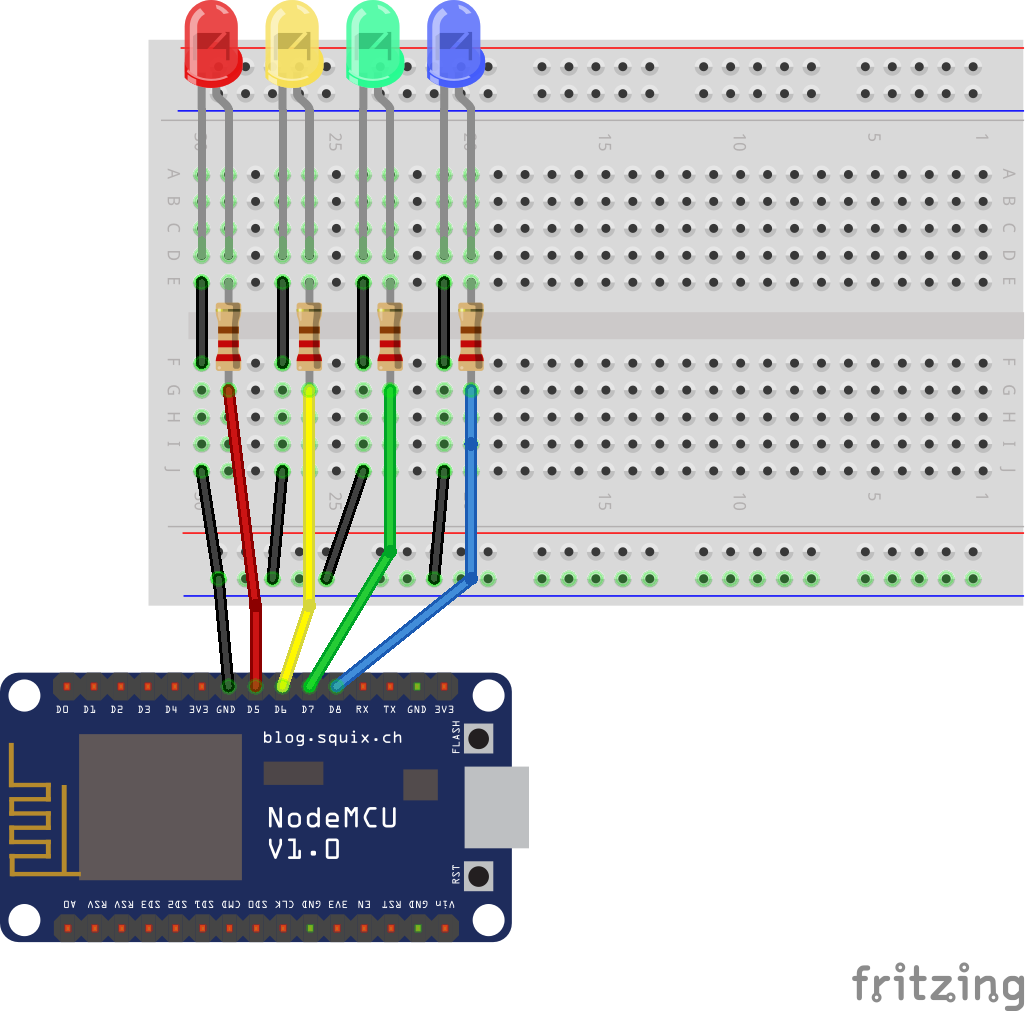 30 25 20 15 10 5 1
A A
B B
C C
D D
E E
F F
G G
H H
I I
J J
30 25 15 10 5 1
D0 D1 D2 D3 D4 3V3 GND D5 D6 D7 D8 RX TX GND 3V3
blog.squix.ch
FLASH
NodeMCU
V1.0
RST
A0 RSV RSV SD3 SD2 SD1 CMD SD0 CLK GND 3V3 EN RST GND Vin
fritzing